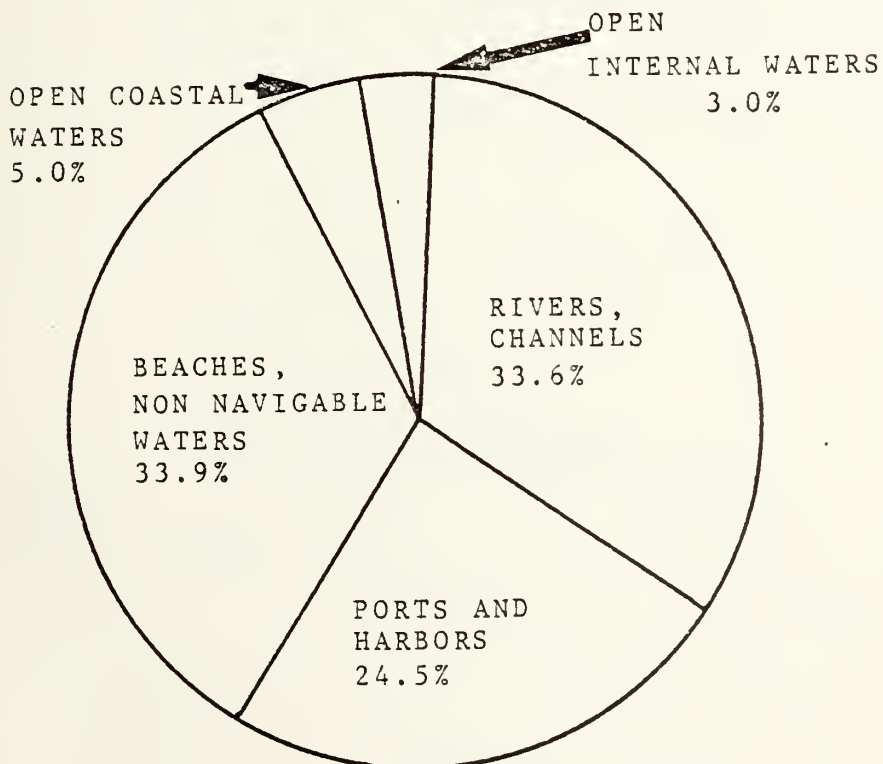 OPEN
INTERNAL WATERS
3.0%
OPEN COASTAL
WATERS
5.0%
RIVERS,
CHANNELS
33.6%
BEACHES,
NON NAVIGABLE
WATERS
33.9%
PORTS AND
HARBORS
24.5%